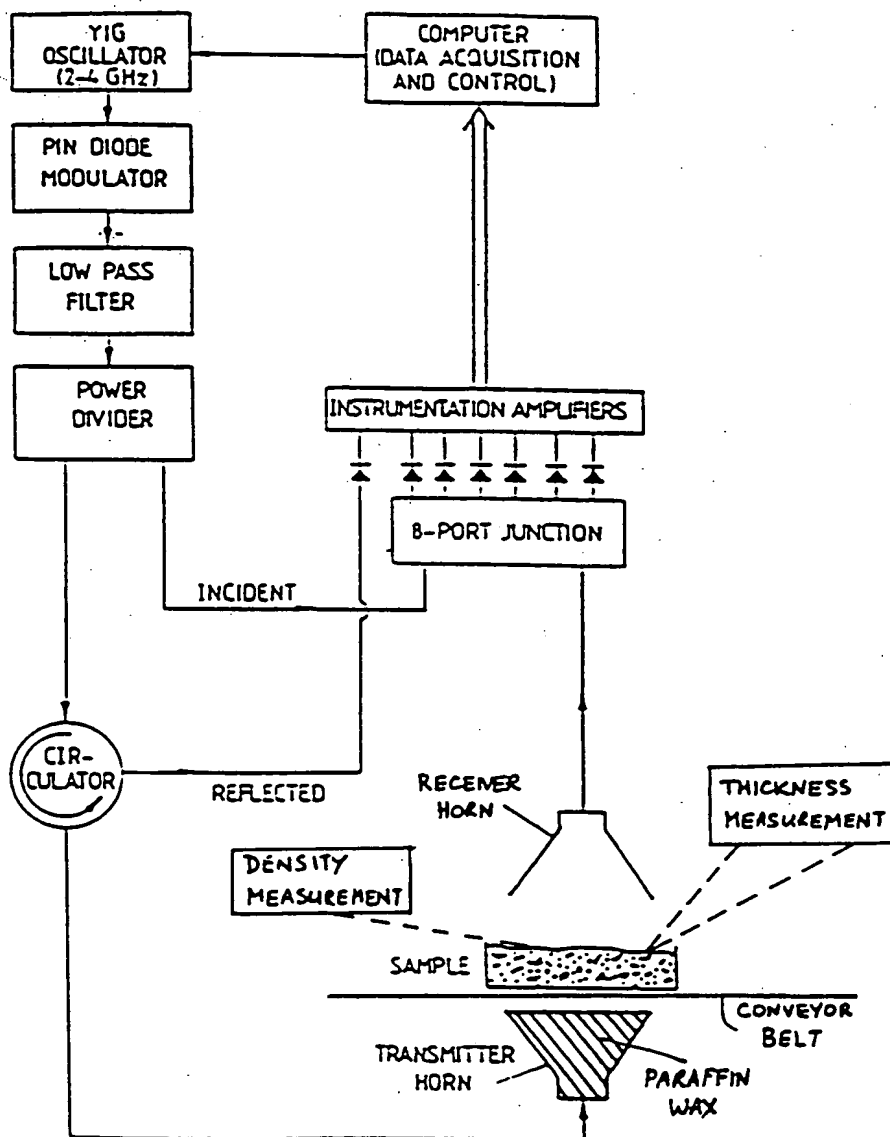 YIG
OSCILLATOR
(2-4 GHz)
COMPUTER
(DATA ACQUISITION
AND CONTROL)
PIN DIODE
MODULATOR
LOW PASS
FILTER
POWER
DIVIDER
INSTRUMENTATION AMPLIFIERS
8-PORT JUNCTION
INCIDENT
CIR-
CULATOR
REFLECTED
RECEIVER
HORN
THICKNESS
MEASUREMENT
DENSITY
MEASUREMENT
SAMPLE
CONVEYOR
BELT
TRANSMITTER
HORN
PARAFFIN
WAX